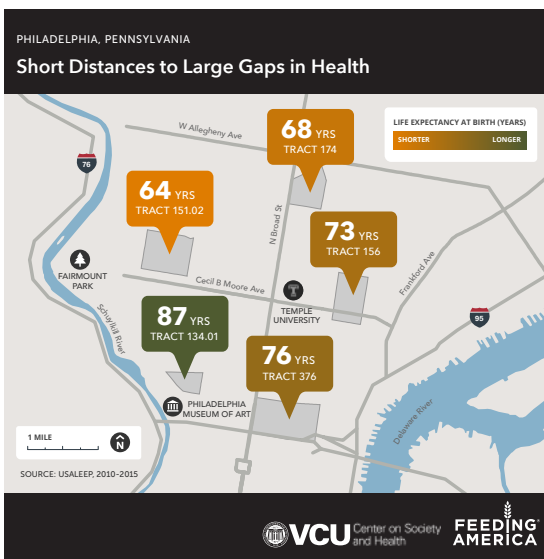 PHILADELPHIA, PENNSYLVANIA
Short Distances to Large Gaps in Health
W Allegheny Ave
68 YRS
TRACT 174
LIFE EXPECTANCY AT BIRTH (YEARS)
SHORTER LONGER
76
64 YRS
TRACT 151.02
N Broad St
73 YRS
TRACT 156
Frankford Ave
FAIRMOUNT
PARK
Cecil B Moore Ave
TEMPLE
UNIVERSITY
95
Schuylkill River
87 YRS
TRACT 134.01
76 YRS
TRACT 376
PHILADELPHIA
MUSEUM OF ART
Delaware River
1 MILE
N
SOURCE: USALEEP, 2010–2015
VCU Center on Society
and Health
FEEDING
AMERICA